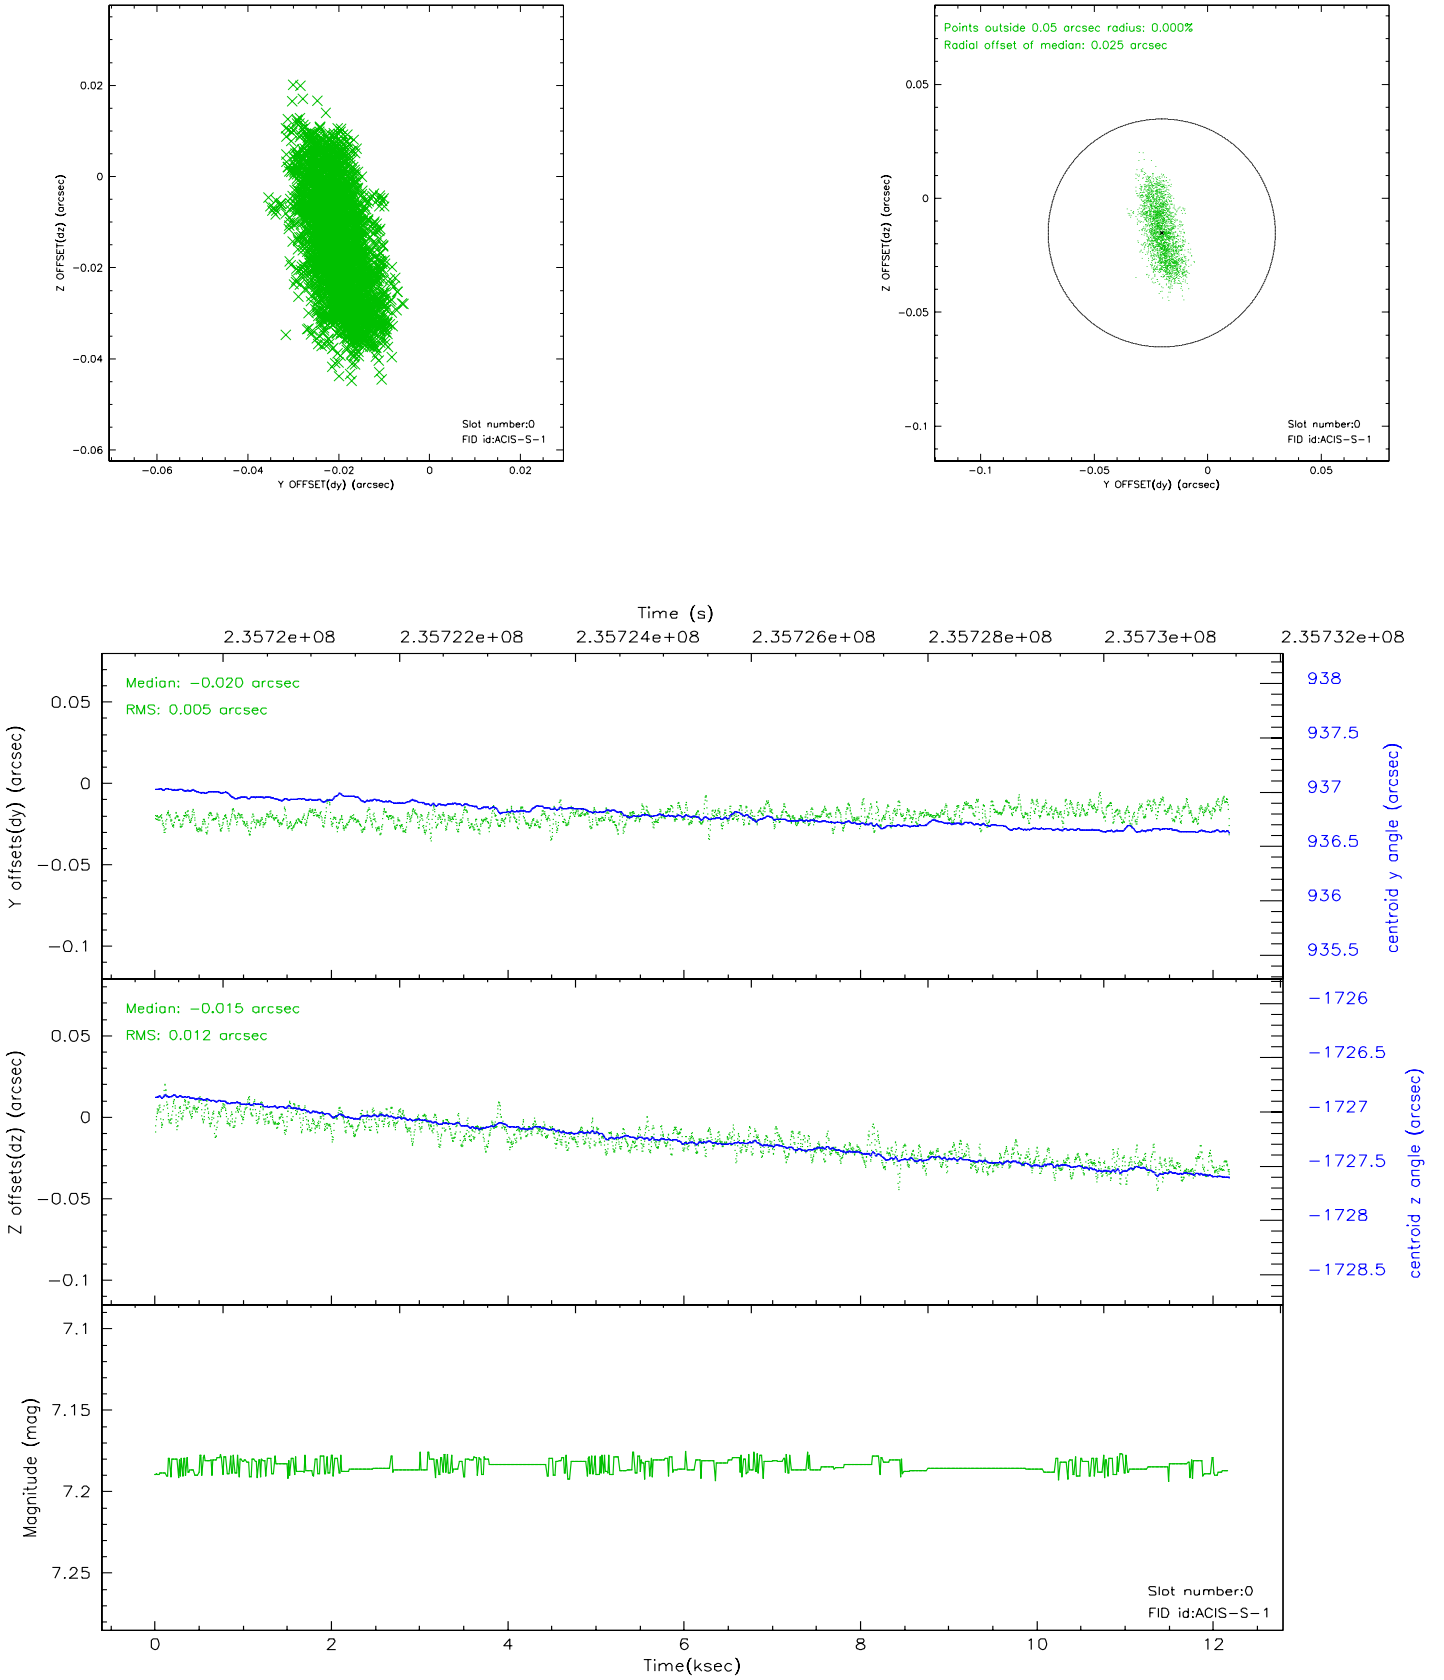 0.02
0
-0.02
-0.04
-0.06
Z OFFSET(dz) (arcsec)
Slot number:0
FID id:ACIS-S-1
-0.06
-0.04
-0.02
0
0.02
Y OFFSET(dy) (arcsec)
Points outside 0.05 arcsec radius: 0.000%
Radial offset of median: 0.025 arcsec
0.05
0
-0.05
-0.1
Z OFFSET(dz) (arcsec)
Slot number:0
FID id:ACIS-S-1
-0.1
-0.05
0
0.05
Y OFFSET(dy) (arcsec)
Time (s)
2.3572e+08
2.35722e+08
2.35724e+08
2.35726e+08
2.35728e+08
2.3573e+08
2.35732e+08
Median: -0.020 arcsec
RMS: 0.005 arcsec
0.05
0
-0.05
-0.1
Y offsets(dy) (arcsec)
938
937.5
937
936.5
936
935.5
centroid y angle (arcsec)
Median: -0.015 arcsec
RMS: 0.012 arcsec
0.05
0
-0.05
-0.1
Z offsets(dz) (arcsec)
-1726
-1726.5
-1727
-1727.5
-1728
-1728.5
centroid z angle (arcsec)
7.1
7.15
7.2
7.25
Magnitude (mag)
Slot number:0
FID id:ACIS-S-1
0
2
4
6
8
10
12
Time(ksec)